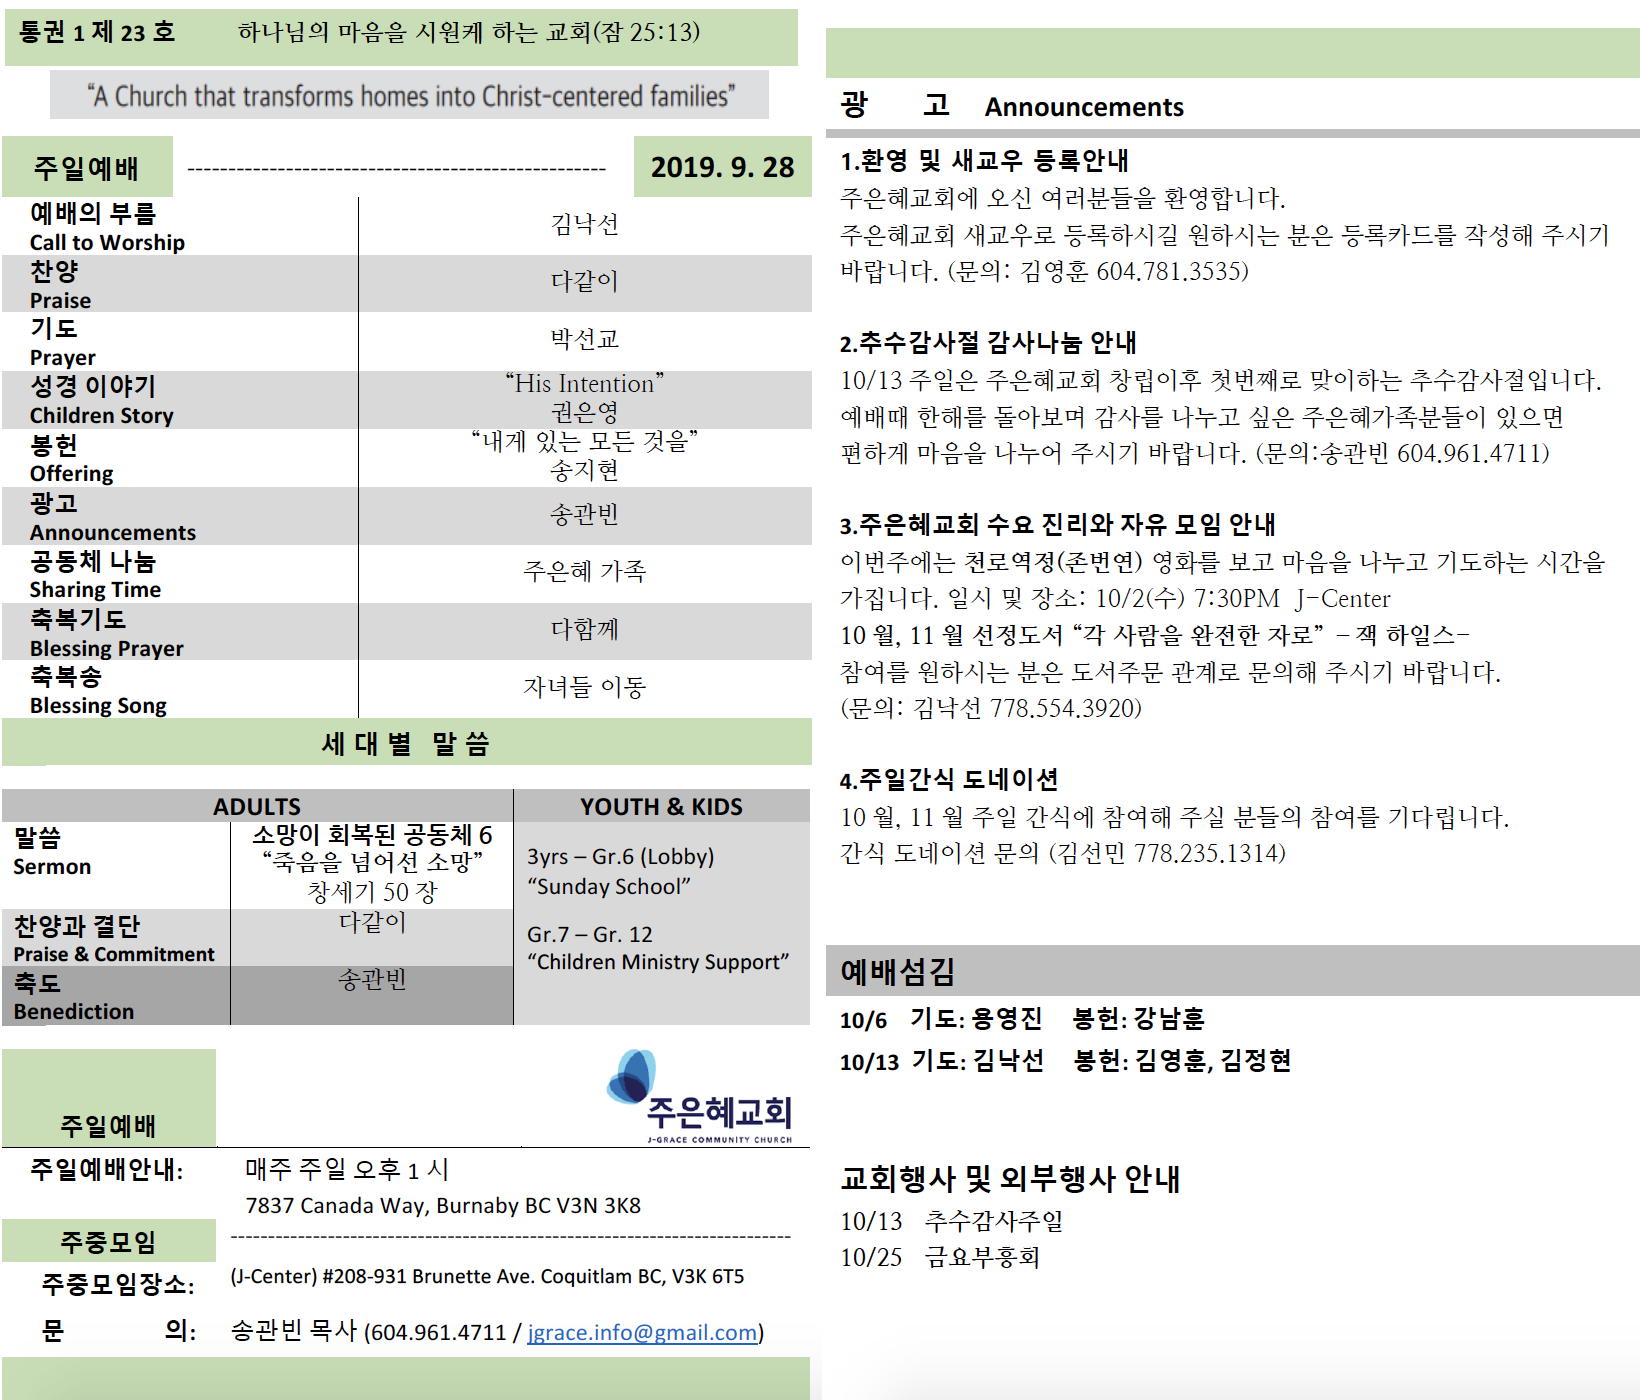 통권 1 제 23 호 하나님의 마음을 시원케 하는 교회(잠 25:13)
“A Church that transforms homes into Christ-centered families”
주일예배 ---------------------------------------------------- 2019. 9. 28
예배의 부름 김낙선
Call to Worship
찬양 다같이
Praise
기도 박선교
Prayer
성경 이야기 “His Intention”
Children Story 권은영
봉헌 “내게 있는 모든 것을”
Offering 송지현
광고 송관빈
Announcements
공동체 나눔 주은혜 가족
Sharing Time
축복기도 다함께
Blessing Prayer
축복송 자녀들 이동
Blessing Song
세 대 별 말 씀
ADULTS YOUTH & KIDS
말씀 소망이 회복된 공동체 6
Sermon “죽음을 넘어선 소망”
창세기 50 장
3yrs – Gr.6 (Lobby)
“Sunday School”
찬양과 결단 다같이
Praise & Commitment
Gr.7 – Gr. 12
“Children Ministry Support”
축도 송관빈
Benediction
주은혜교회
J-GRACE COMMUNITY CHURCH
주일예배
주일예배안내: 매주 주일 오후 1 시
7837 Canada Way, Burnaby BC V3N 3K8
주중모임 ----------------------------------------------------------------------
주중모임장소: (J-Center) #208-931 Brunette Ave. Coquitlam BC, V3K 6T5
문 의: 송관빈 목사 (604.961.4711 / jgrace.info@gmail.com)
광 고 Announcements
1.환영 및 새교우 등록안내
주은혜교회에 오신 여러분들을 환영합니다.
주은혜교회 새교우로 등록하시길 원하시는 분은 등록카드를 작성해 주시기
바랍니다. (문의: 김영훈 604.781.3535)
2.추수감사절 감사나눔 안내
10/13 주일은 주은혜교회 창립이후 첫번째로 맞이하는 추수감사절입니다.
예배때 한해를 돌아보며 감사를 나누고 싶은 주은혜가족분들이 있으면
편하게 마음을 나누어 주시기 바랍니다. (문의:송관빈 604.961.4711)
3.주은혜교회 수요 진리와 자유 모임 안내
이번주에는 천로역정(존번연) 영화를 보고 마음을 나누고 기도하는 시간을
가집니다. 일시 및 장소: 10/2(수) 7:30PM J-Center
10 월, 11 월 선정도서 “각 사람을 완전한 자로” –잭 하일스-
참여를 원하시는 분은 도서주문 관계로 문의해 주시기 바랍니다.
(문의: 김낙선 778.554.3920)
4.주일간식 도네이션
10 월, 11 월 주일 간식에 참여해 주실 분들의 참여를 기다립니다.
간식 도네이션 문의 (김선민 778.235.1314)
예배섬김
10/6 기도: 용영진 봉헌: 강남훈
10/13 기도: 김낙선 봉헌: 김영훈, 김정현
교회행사 및 외부행사 안내
10/13 추수감사주일
10/25 금요부흥회